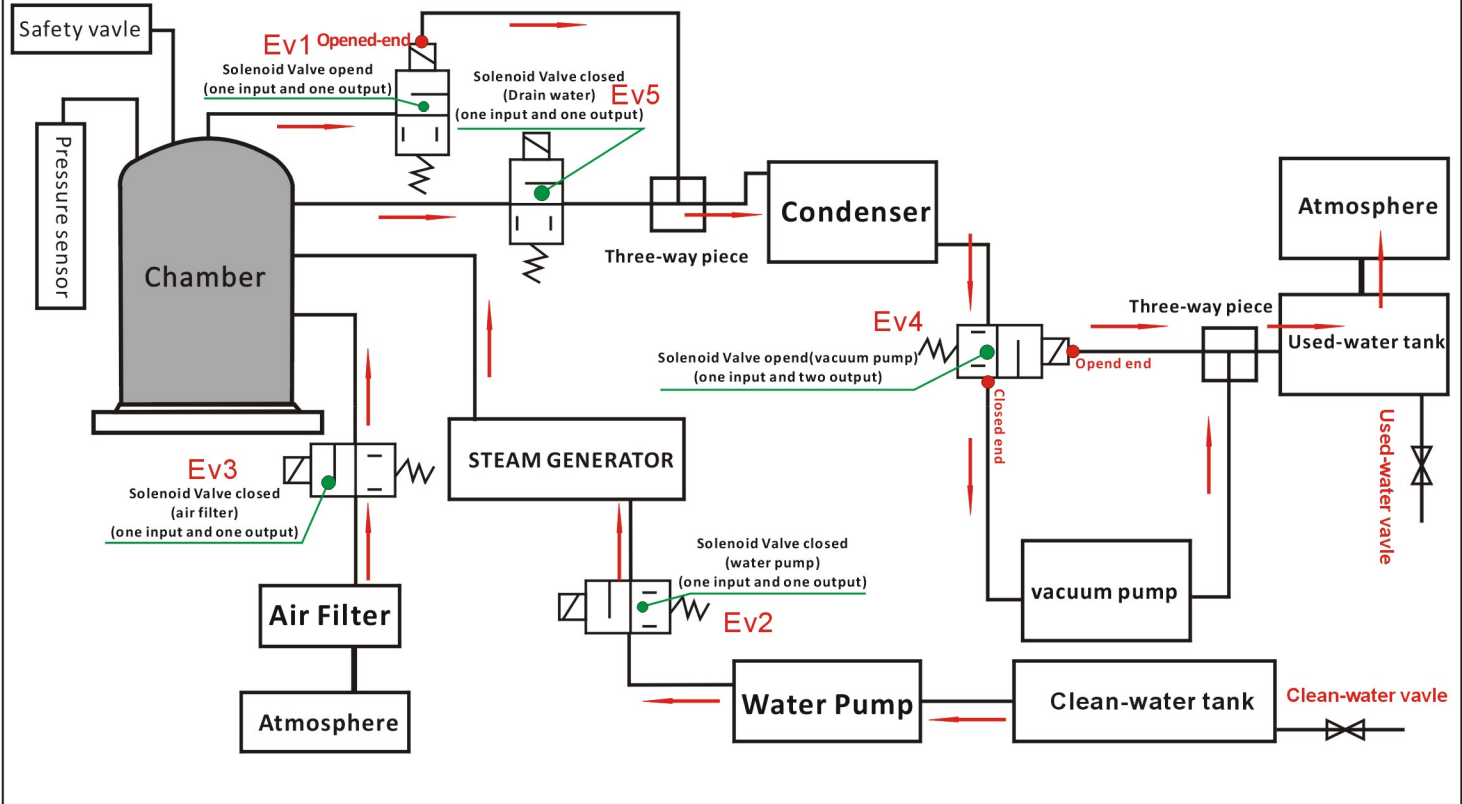 Safety vavle
Ev1 Opened-end
Solenoid Valve opend
(one input and one output)
Solenoid Valve closed
(Drain water)
Ev5
(one input and one output)
Pressure sensor
Chamber
Three-way piece
Condenser
Atmosphere
Ev4
Solenoid Valve opend(vacuum pump)
(one input and two output)
Opend end
Closed end
Three-way piece
Used-water tank
Used-water vavle
STEAM GENERATOR
Ev3
Solenoid Valve closed
(air filter)
(one input and one output)
Solenoid Valve closed
(water pump)
(one input and one output)
Ev2
vacuum pump
Air Filter
Atmosphere
Water Pump
Clean-water tank
Clean-water vavle